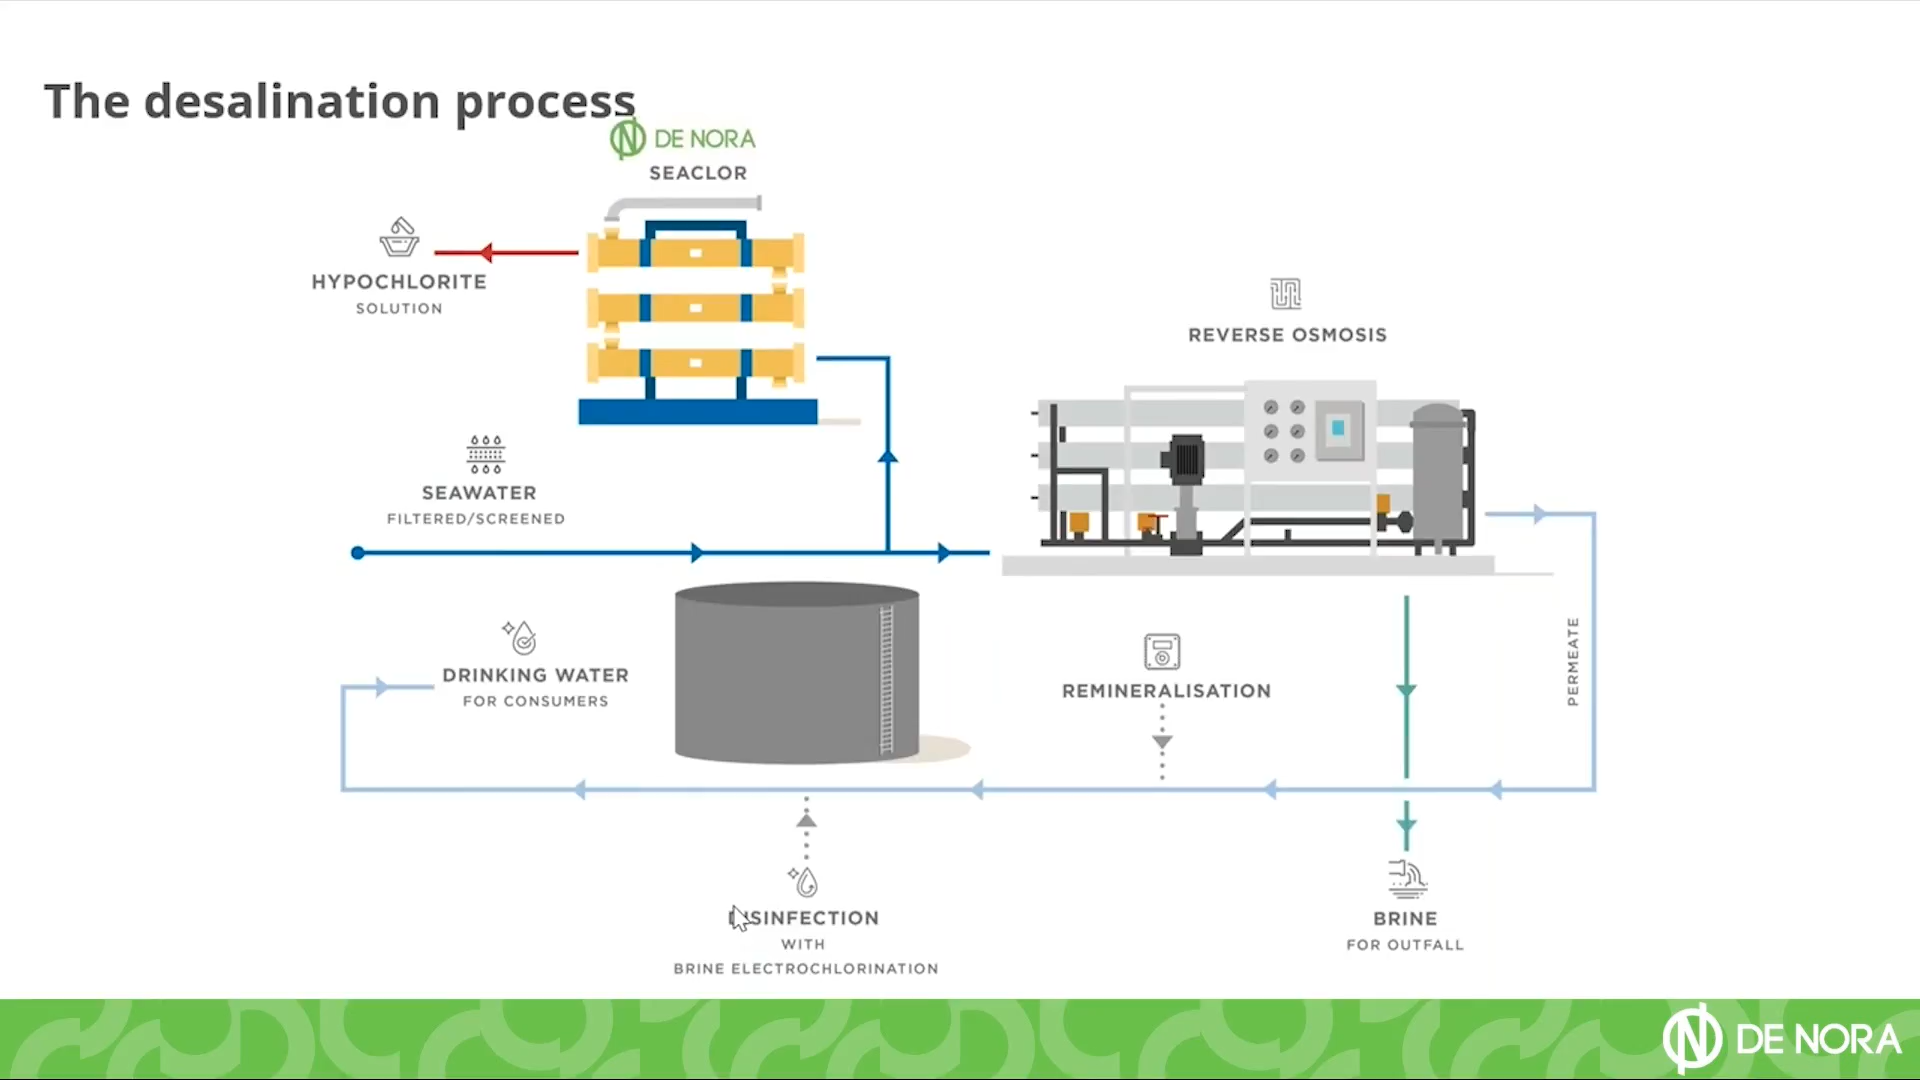 The desalination process
DE NORA
SEACLOR
HYPOCHLORITE
SOLUTION
REVERSE OSMOSIS
SEAWATER
FILTERED/SCREENED
PERMEATE
DRINKING WATER
FOR CONSUMERS
REMINERALISATION
DISINFECTION
WITH
BRINE ELECTROCHLORINATION
BRINE
FOR OUTFALL
DE NORA